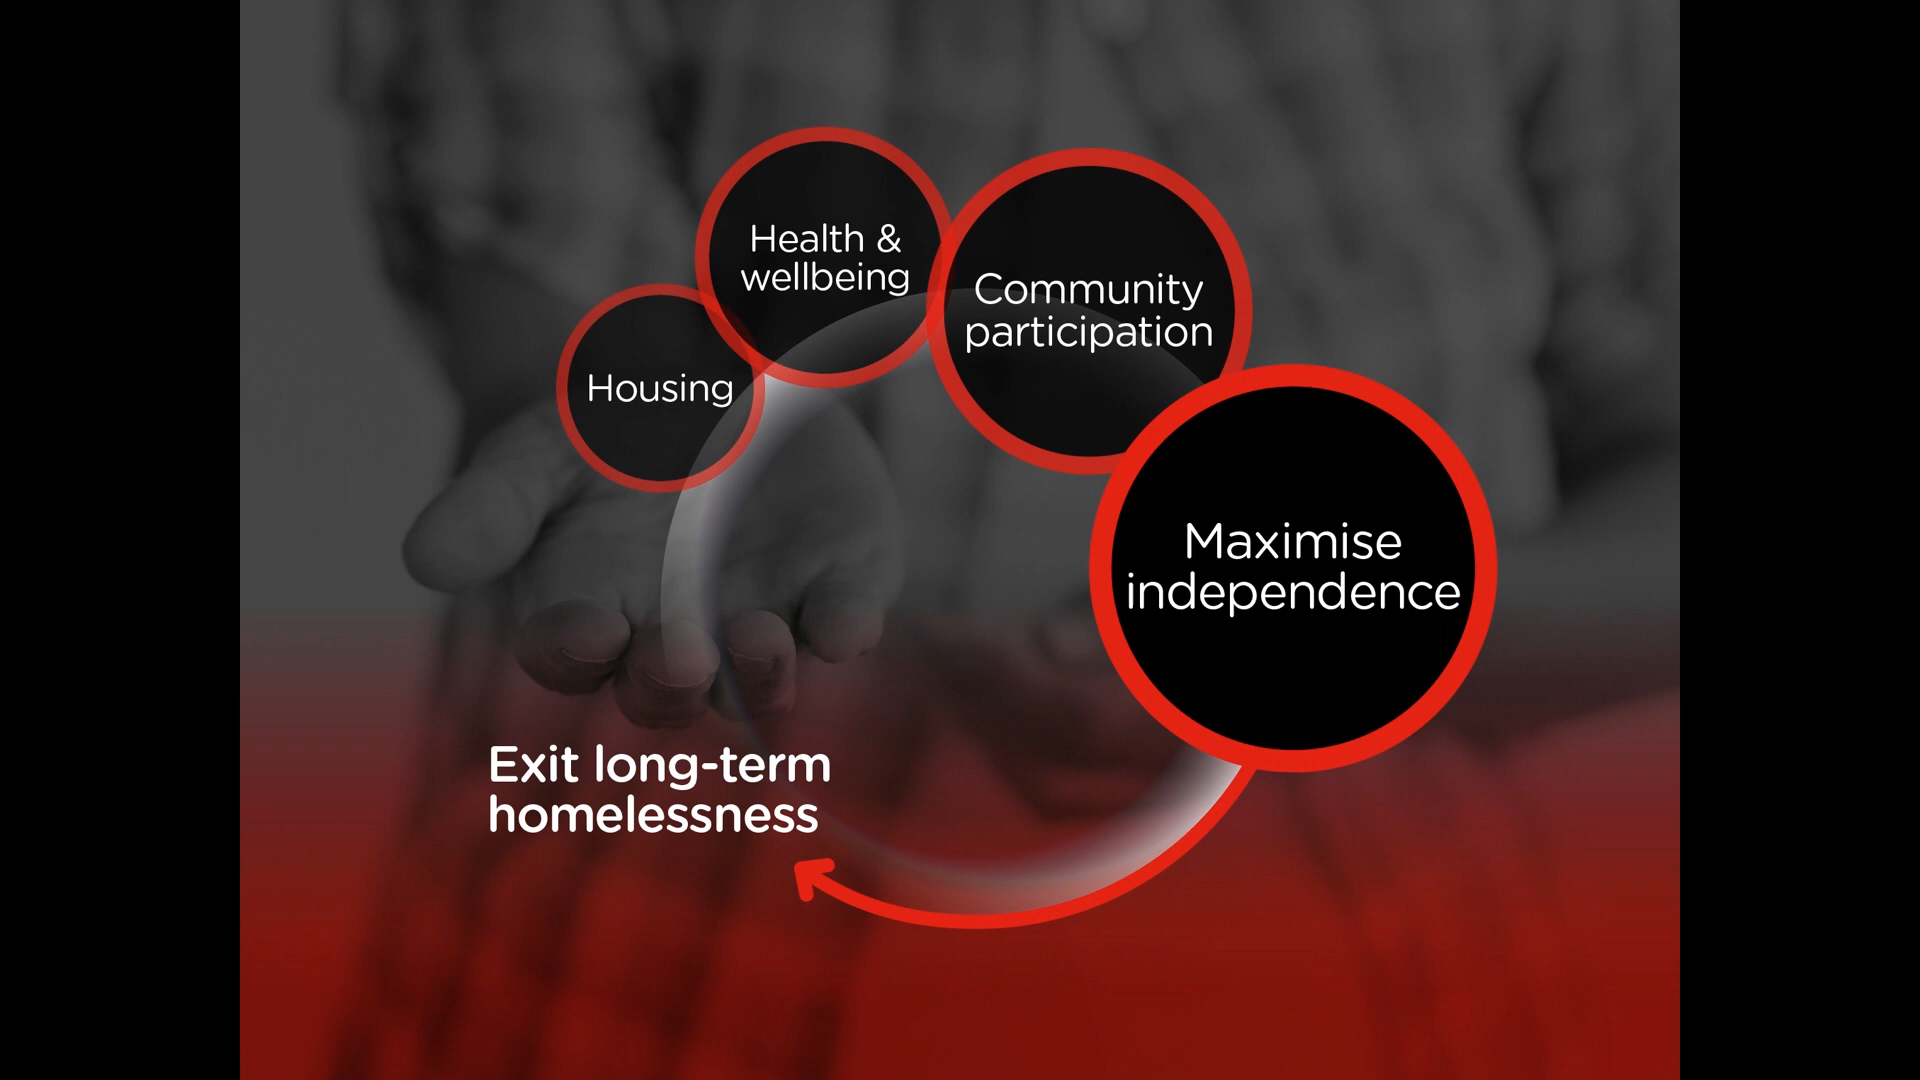 Health &
wellbeing
Community
participation
Housing
Maximise
independence
Exit long-term
homelessness